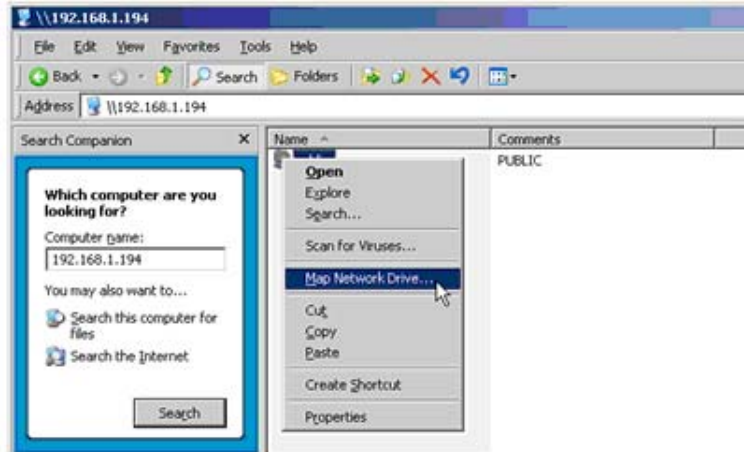 \\192.168.1.194
File Edit View Favorites Tools Help
Back Search Folders
Address \\192.168.1.194
Search Companion
Name Comments
PUBLIC
Which computer are you
looking for?
Computer name:
192.168.1.194
You may also want to...
Search this computer for
files
Search the Internet
Search
Open
Explore
Search...
Scan for Viruses...
Map Network Drive...
Cut
Copy
Paste
Create Shortcut
Properties